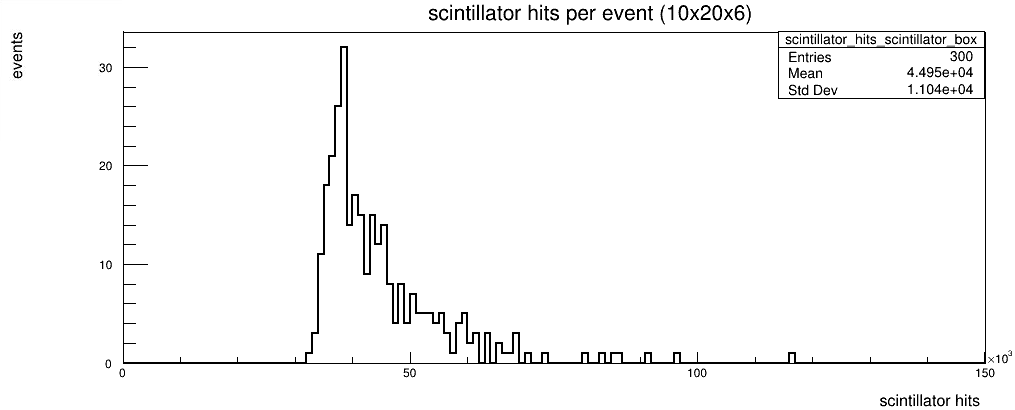 scintillator hits per event (10x20x6)
events
scintillator_hits_scintillator_box
Entries 300
Mean 4.495e+04
Std Dev 1.104e+04
30
20
10
0
0 50 100 150
×10³
scintillator hits